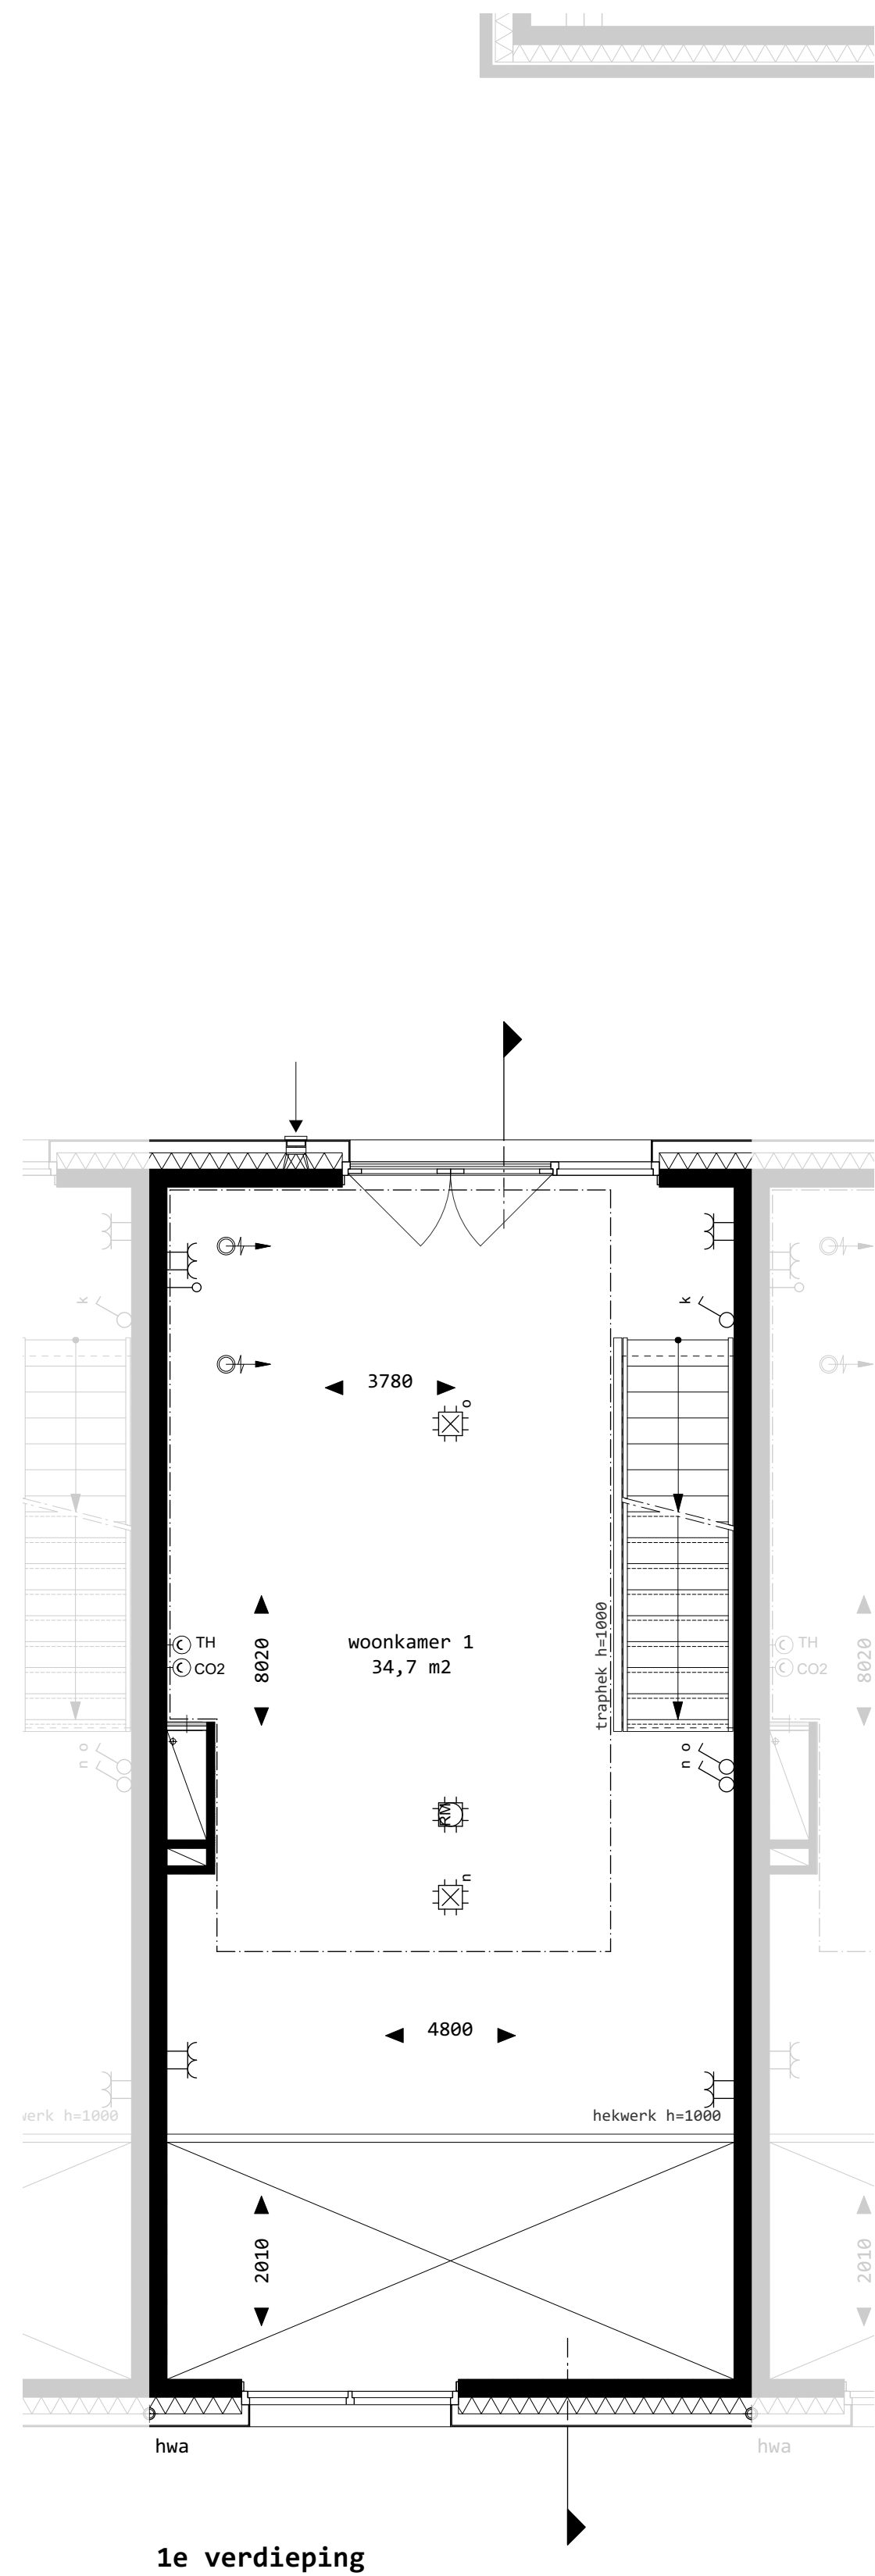 k
k
3780
o
woonkamer 1
34,7 m2
TH
CO2
8020
traphek h=1000
TH
CO2
8020
n o
n o
RM
n
4800
werk h=1000
hekwerk h=1000
2010
2010
hwa
hwa
1e verdieping